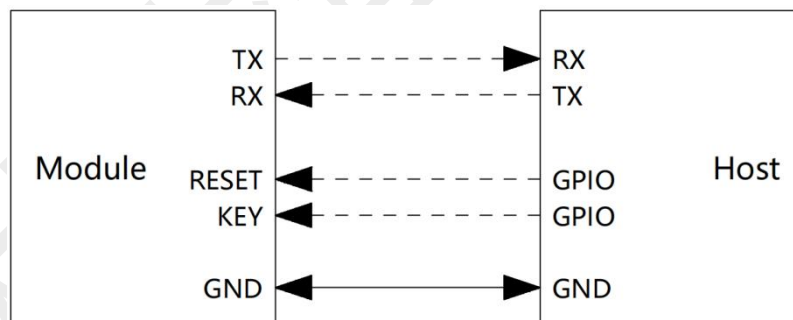 TX RX
RX TX
Module RESET GPIO Host
KEY GPIO
GND GND